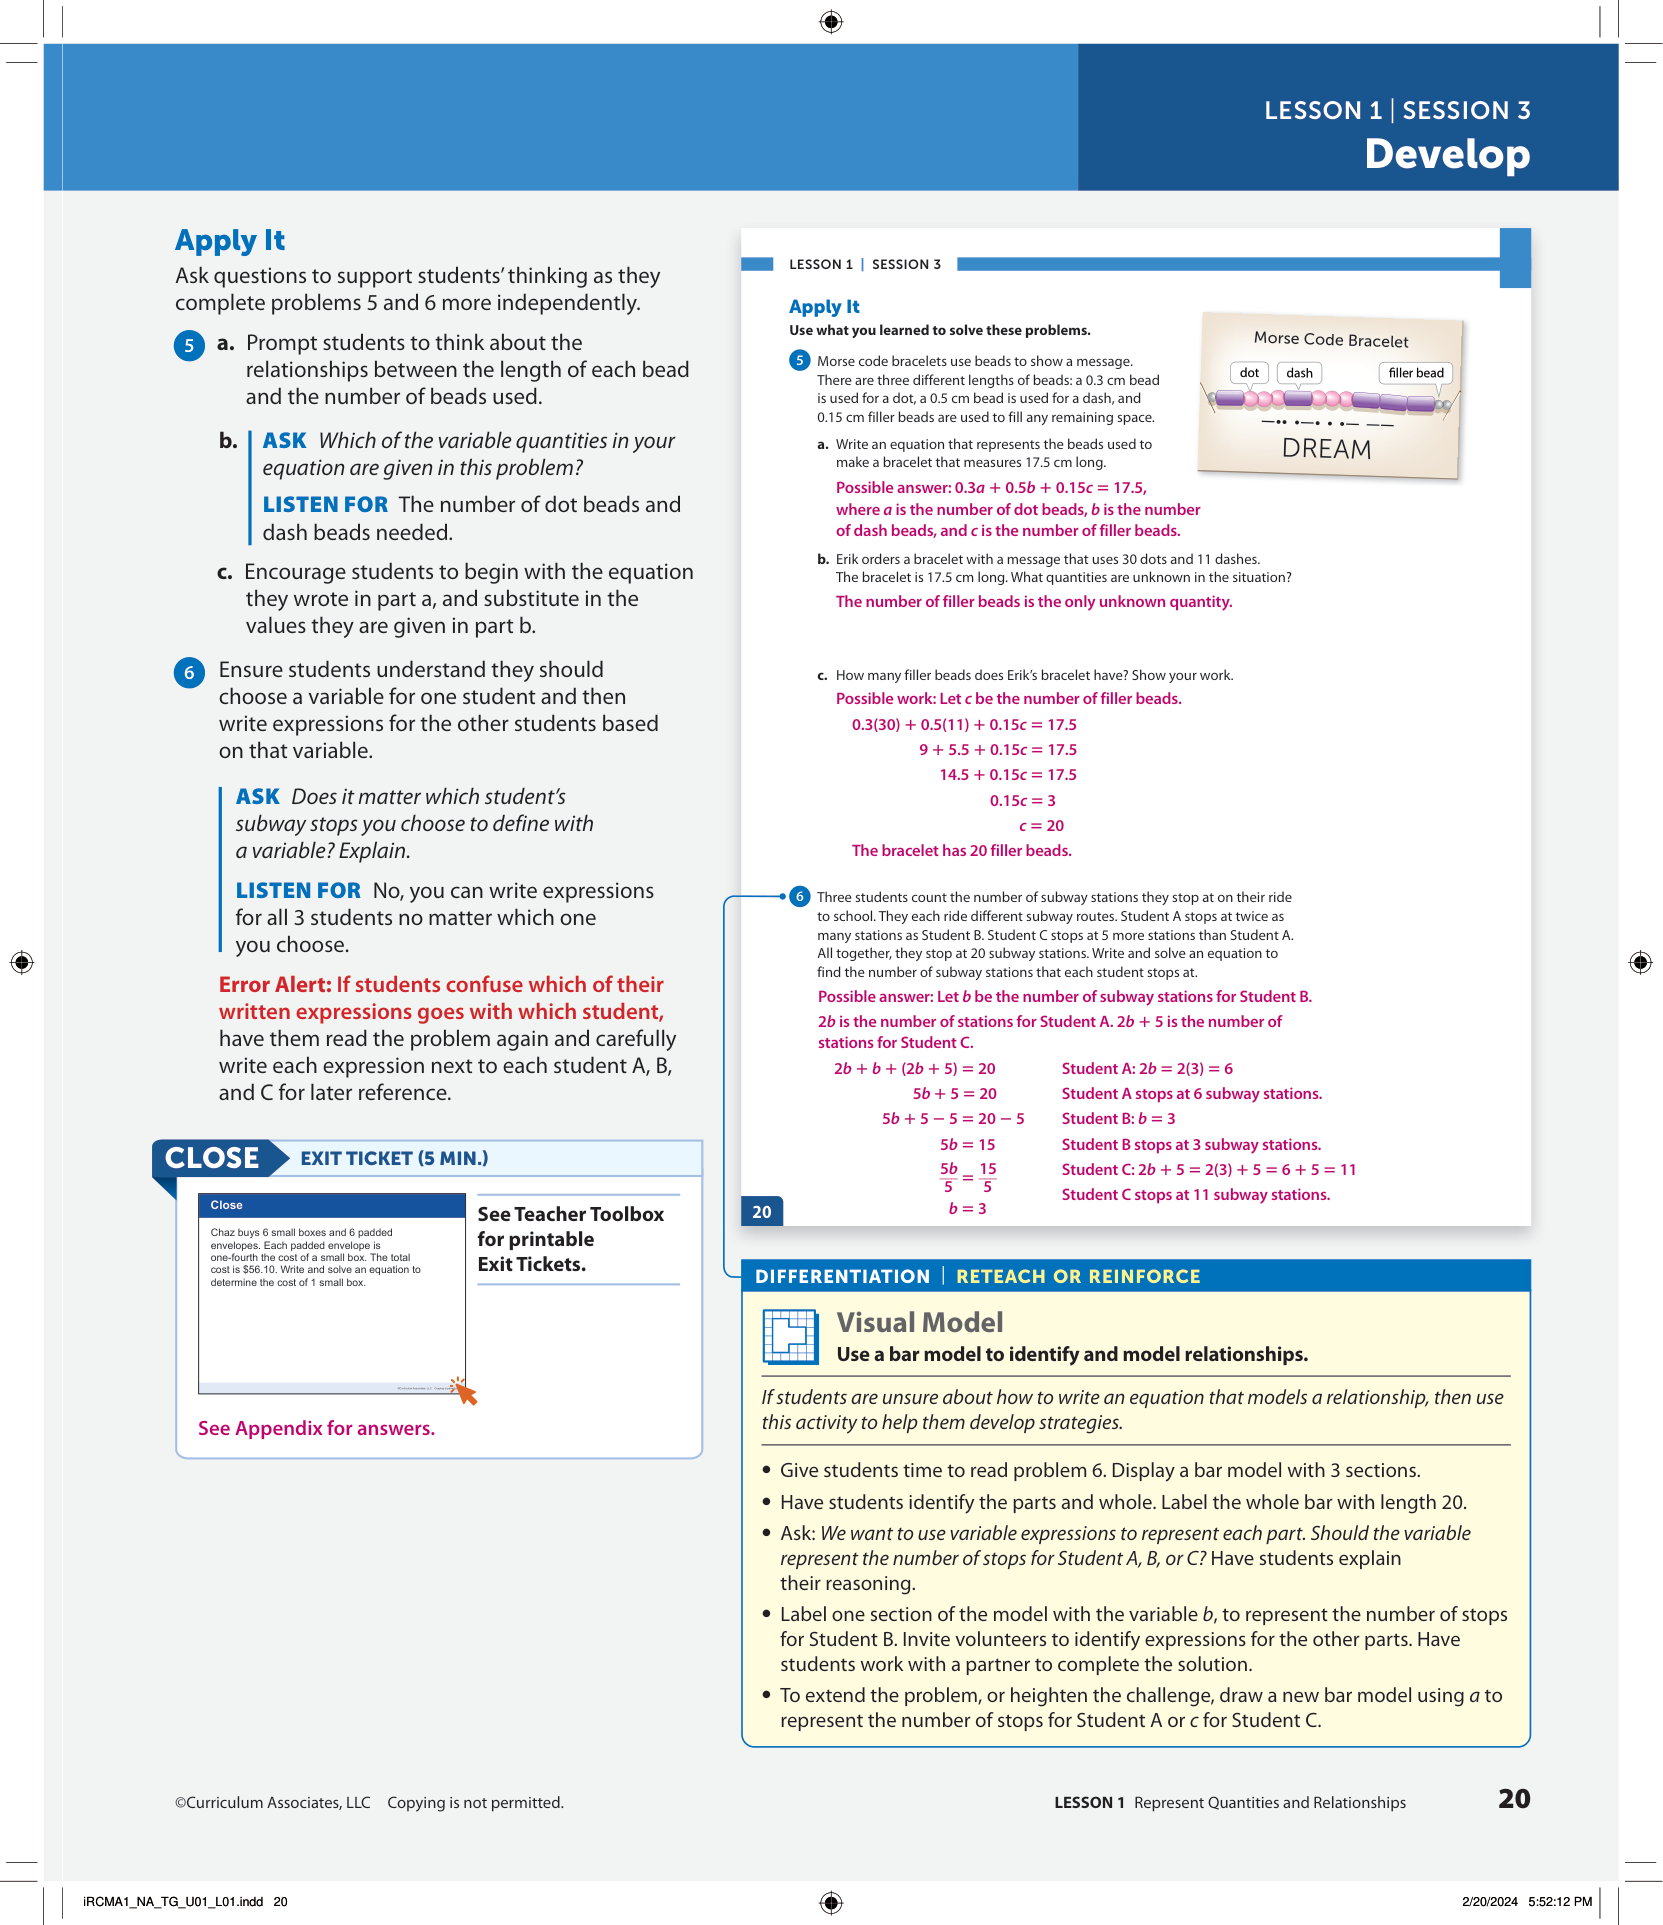 LESSON 1 | SESSION 3
Develop
Apply It
Ask questions to support students’ thinking as they
complete problems 5 and 6 more independently.
5 a. Prompt students to think about the
relationships between the length of each bead
and the number of beads used.
b. ASK Which of the variable quantities in your
equation are given in this problem?
LISTEN FOR The number of dot beads and
dash beads needed.
c. Encourage students to begin with the equation
they wrote in part a, and substitute in the
values they are given in part b.
6 Ensure students understand they should
choose a variable for one student and then
write expressions for the other students based
on that variable.
ASK Does it matter which student’s
subway stops you choose to define with
a variable? Explain.
LISTEN FOR No, you can write expressions
for all 3 students no matter which one
you choose.
Error Alert: If students confuse which of their
written expressions goes with which student,
have them read the problem again and carefully
write each expression next to each student A, B,
and C for later reference.
CLOSE EXIT TICKET (5 MIN.)
Close
Chaz buys 6 small boxes and 6 padded
envelopes. Each padded envelope is
one-fourth the cost of a small box. The total
cost is $56.10. Write and solve an equation to
determine the cost of 1 small box.
See Teacher Toolbox
for printable
Exit Tickets.
See Appendix for answers.
LESSON 1 | SESSION 3
Apply It
Use what you learned to solve these problems.
5 Morse code bracelets use beads to show a message.
There are three different lengths of beads: a 0.3 cm bead
is used for a dot, a 0.5 cm bead is used for a dash, and
0.15 cm filler beads are used to fill any remaining space.
Morse Code Bracelet
dot dash filler bead
—•• •—• • •— ——
DREAM
a. Write an equation that represents the beads used to
make a bracelet that measures 17.5 cm long.
Possible answer: 0.3a + 0.5b + 0.15c = 17.5,
where a is the number of dot beads, b is the number
of dash beads, and c is the number of filler beads.
b. Erik orders a bracelet with a message that uses 30 dots and 11 dashes.
The bracelet is 17.5 cm long. What quantities are unknown in the situation?
The number of filler beads is the only unknown quantity.
c. How many filler beads does Erik’s bracelet have? Show your work.
Possible work: Let c be the number of filler beads.
0.3(30) + 0.5(11) + 0.15c = 17.5
9 + 5.5 + 0.15c = 17.5
14.5 + 0.15c = 17.5
0.15c = 3
c = 20
The bracelet has 20 filler beads.
6 Three students count the number of subway stations they stop at on their ride
to school. They each ride different subway routes. Student A stops at twice as
many stations as Student B. Student C stops at 5 more stations than Student A.
All together, they stop at 20 subway stations. Write and solve an equation to
find the number of subway stations that each student stops at.
Possible answer: Let b be the number of subway stations for Student B.
2b is the number of stations for Student A. 2b + 5 is the number of
stations for Student C.
2b + b + (2b + 5) = 20
5b + 5 = 20
5b + 5 − 5 = 20 − 5
5b = 15
5b/5 = 15/5
b = 3
Student A: 2b = 2(3) = 6
Student A stops at 6 subway stations.
Student B: b = 3
Student B stops at 3 subway stations.
Student C: 2b + 5 = 2(3) + 5 = 6 + 5 = 11
Student C stops at 11 subway stations.
20
DIFFERENTIATION | RETEACH OR REINFORCE
Visual Model
Use a bar model to identify and model relationships.
If students are unsure about how to write an equation that models a relationship, then use
this activity to help them develop strategies.
• Give students time to read problem 6. Display a bar model with 3 sections.
• Have students identify the parts and whole. Label the whole bar with length 20.
• Ask: We want to use variable expressions to represent each part. Should the variable
represent the number of stops for Student A, B, or C? Have students explain
their reasoning.
• Label one section of the model with the variable b, to represent the number of stops
for Student B. Invite volunteers to identify expressions for the other parts. Have
students work with a partner to complete the solution.
• To extend the problem, or heighten the challenge, draw a new bar model using a to
represent the number of stops for Student A or c for Student C.
©Curriculum Associates, LLC Copying is not permitted.
LESSON 1 Represent Quantities and Relationships 20
iRCMA1_NA_TG_U01_L01.indd 20
2/20/2024 5:52:12 PM